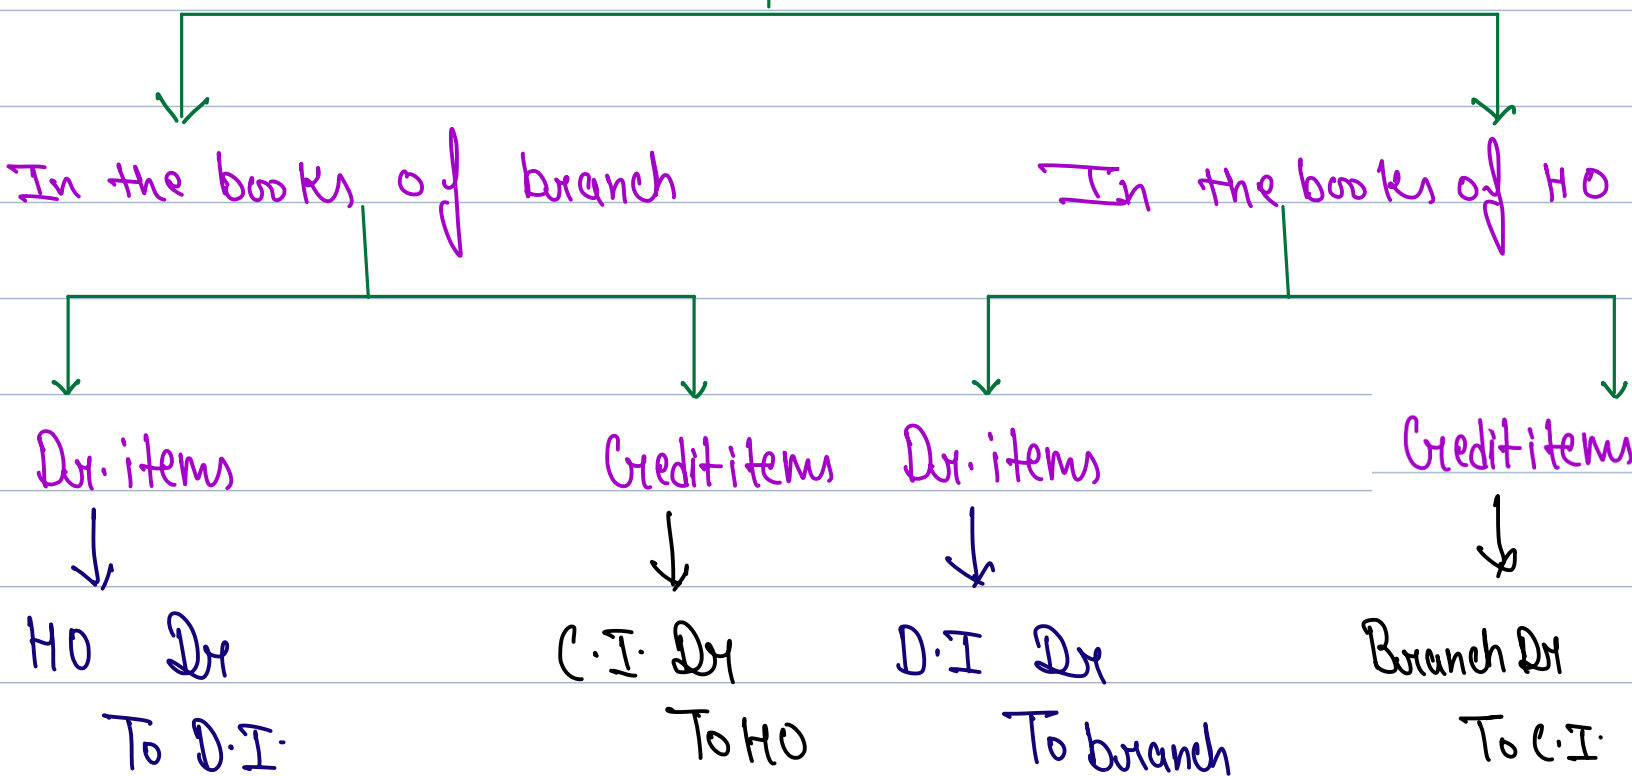 In the books of branch In the books of HO
Dr. items Credit items Dr. items Credit items
HO Dr C.I. Dr D.I Dr Branch Dr
To D.I. To HO To branch To C.I.